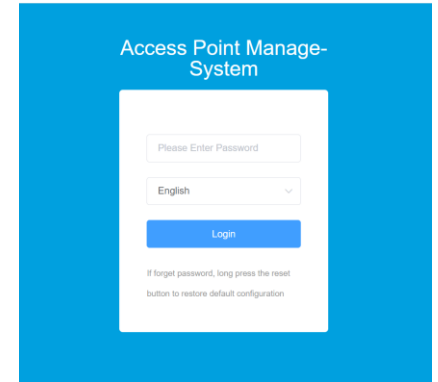 Access Point Manage-
System
Please Enter Password
English
Login
If forget password, long press the reset
button to restore default configuration